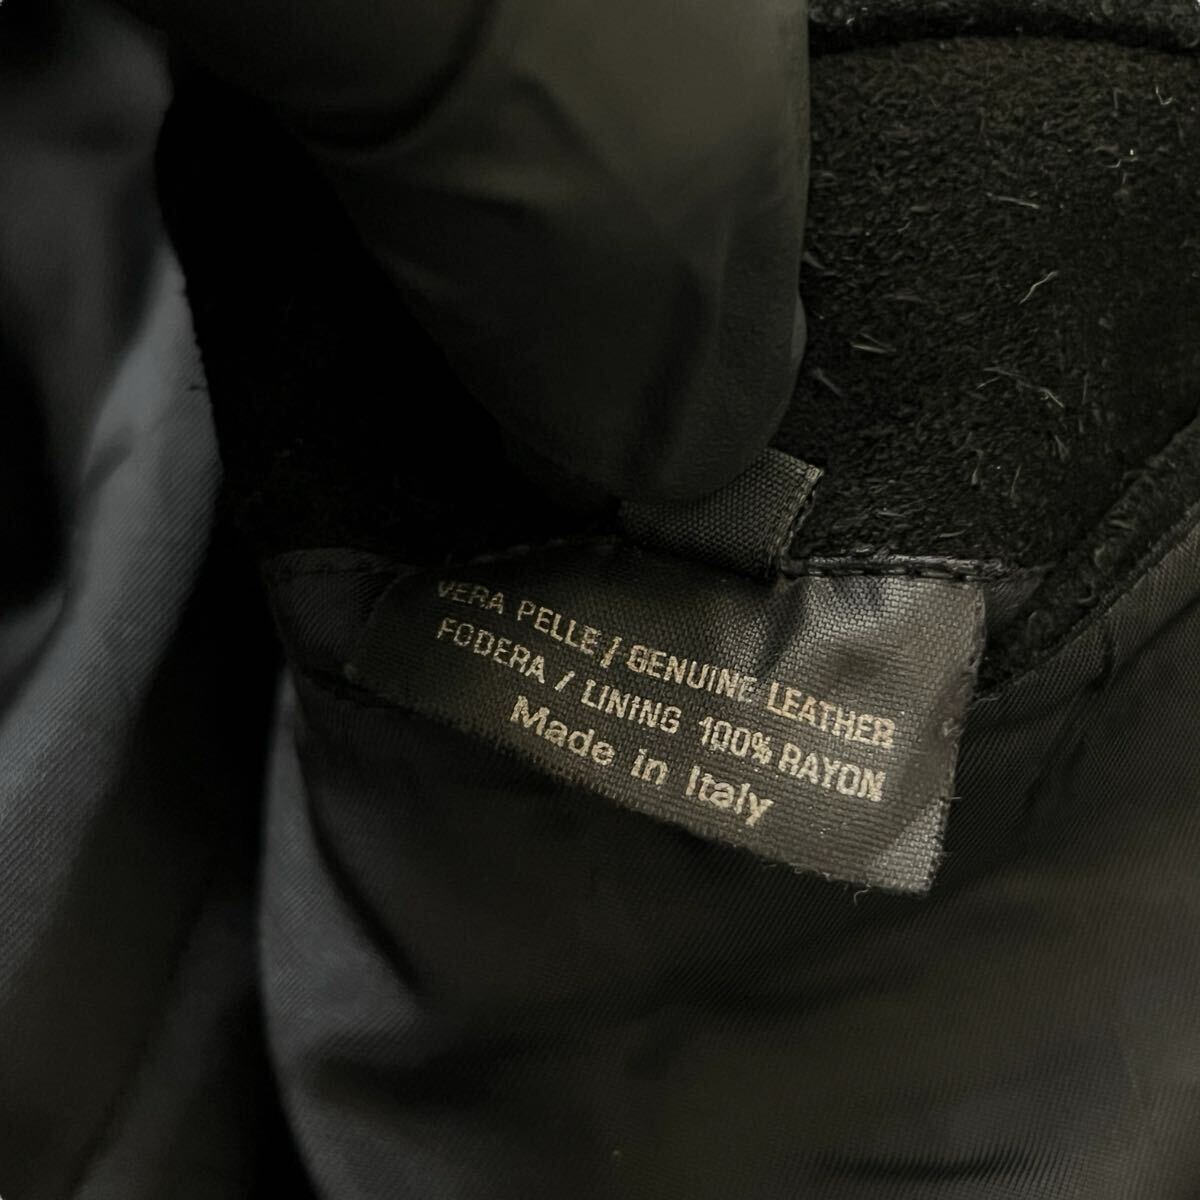 VERA PELLE / GENUINE LEATHER
FODERA / LINING 100% RAYON
Made in Italy